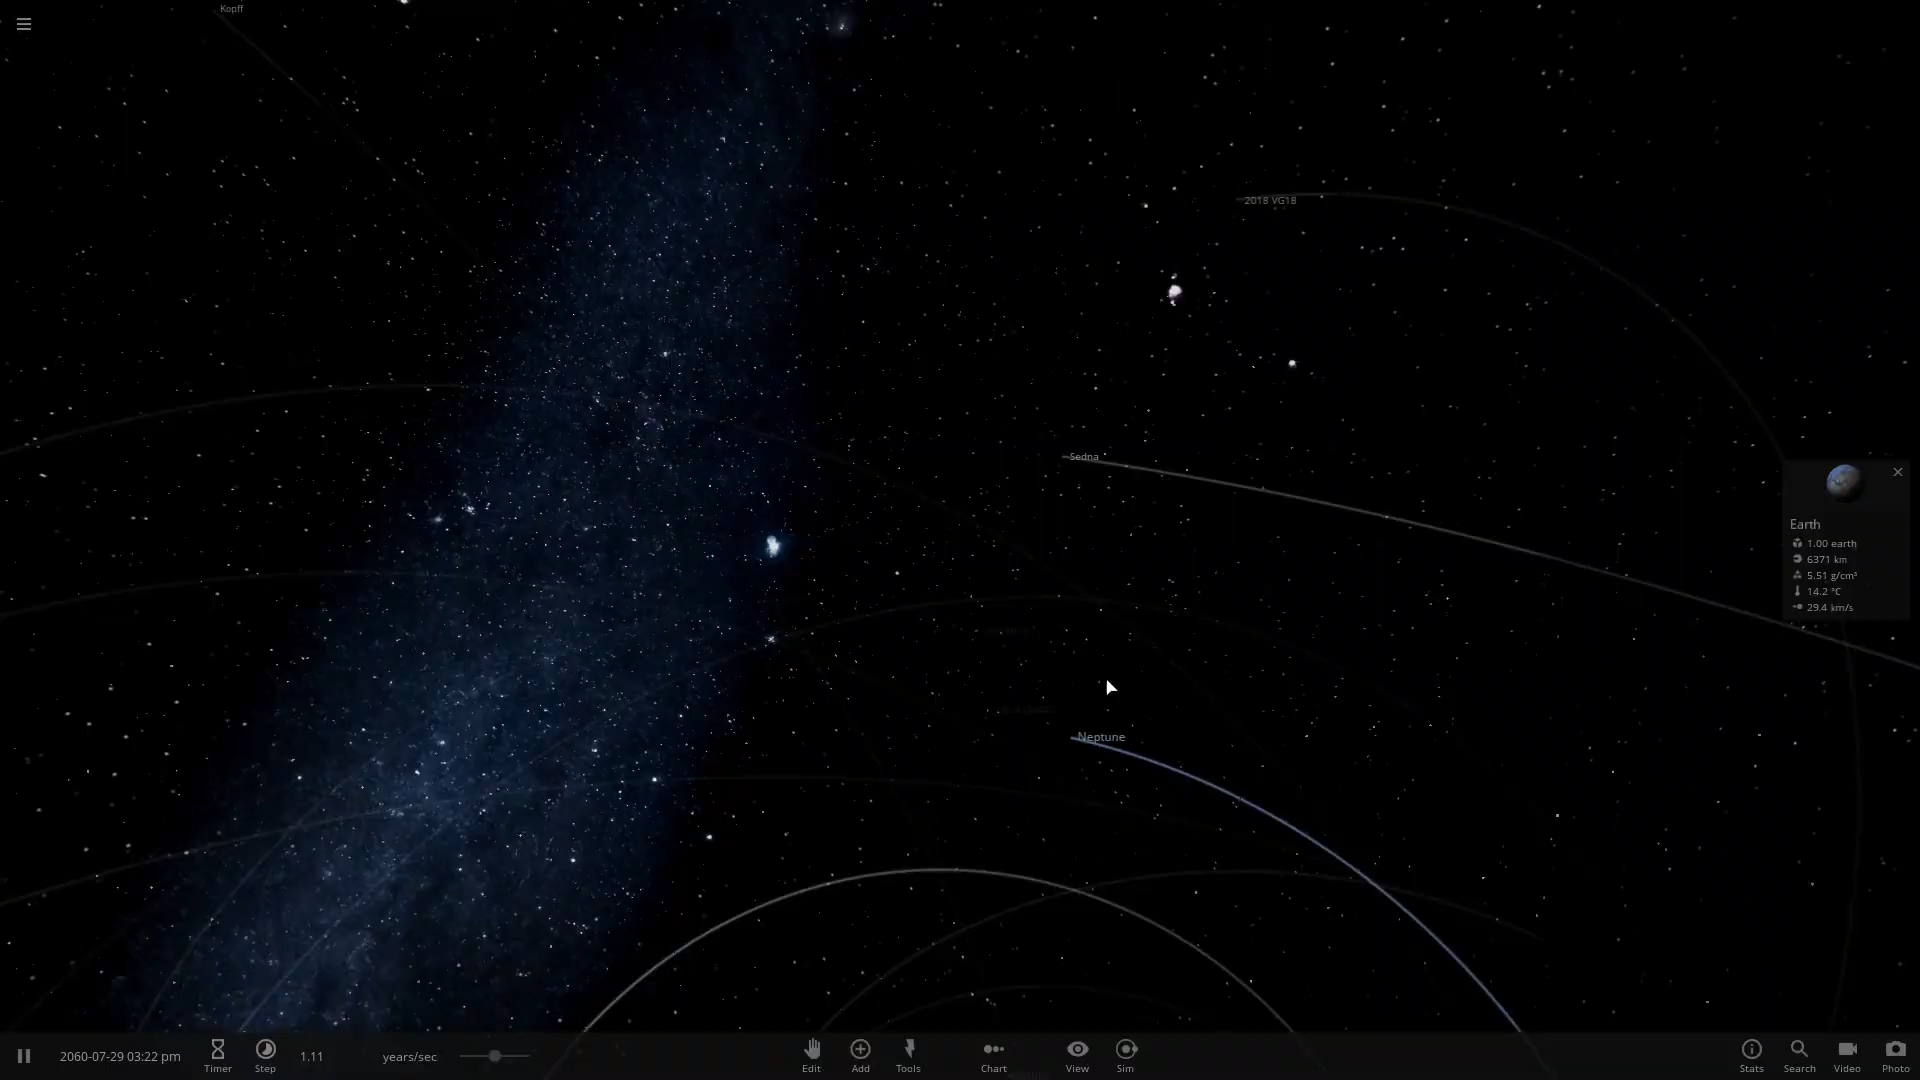 Kopff
2018 VG18
Sedna
Earth
1.00 earth
6371 km
5.51 g/cm³
14.2 °C
29.4 km/s
Neptune
2060-07-29 03:22 pm
Timer
Step
1.11
years/sec
Edit
Add
Tools
Chart
View
Sim
Stats
Search
Video
Photo